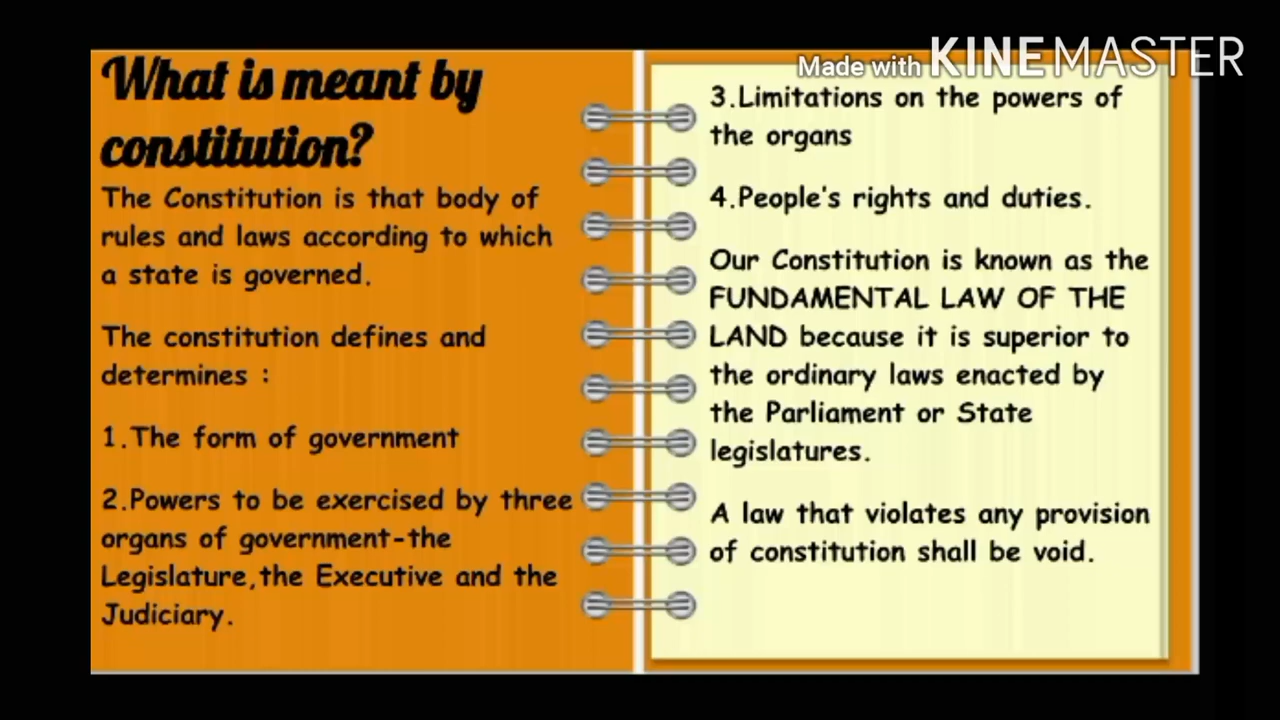 What is meant by
constitution?
The Constitution is that body of
rules and laws according to which
a state is governed.
The constitution defines and
determines :
1.The form of government
2.Powers to be exercised by three
organs of government-the
Legislature,the Executive and the
Judiciary.
Made with KINEMASTER
3.Limitations on the powers of
the organs
4.People's rights and duties.
Our Constitution is known as the
FUNDAMENTAL LAW OF THE
LAND because it is superior to
the ordinary laws enacted by
the Parliament or State
legislatures.
A law that violates any provision
of constitution shall be void.